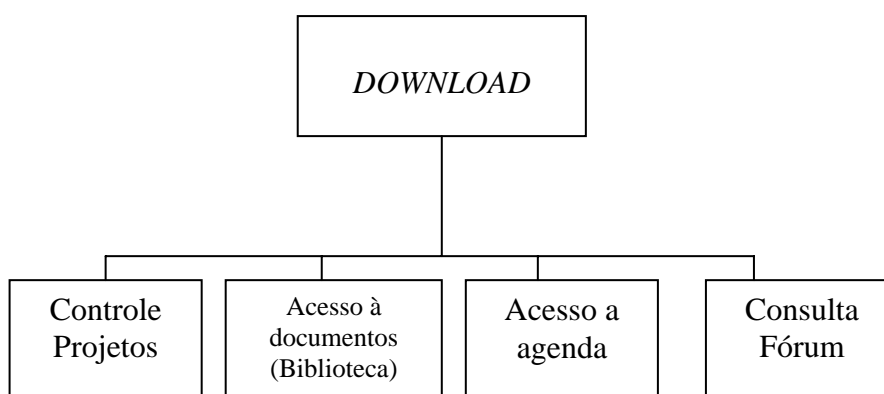 DOWNLOAD
Controle
Projetos
Acesso à
documentos
(Biblioteca)
Acesso a
agenda
Consulta
Fórum